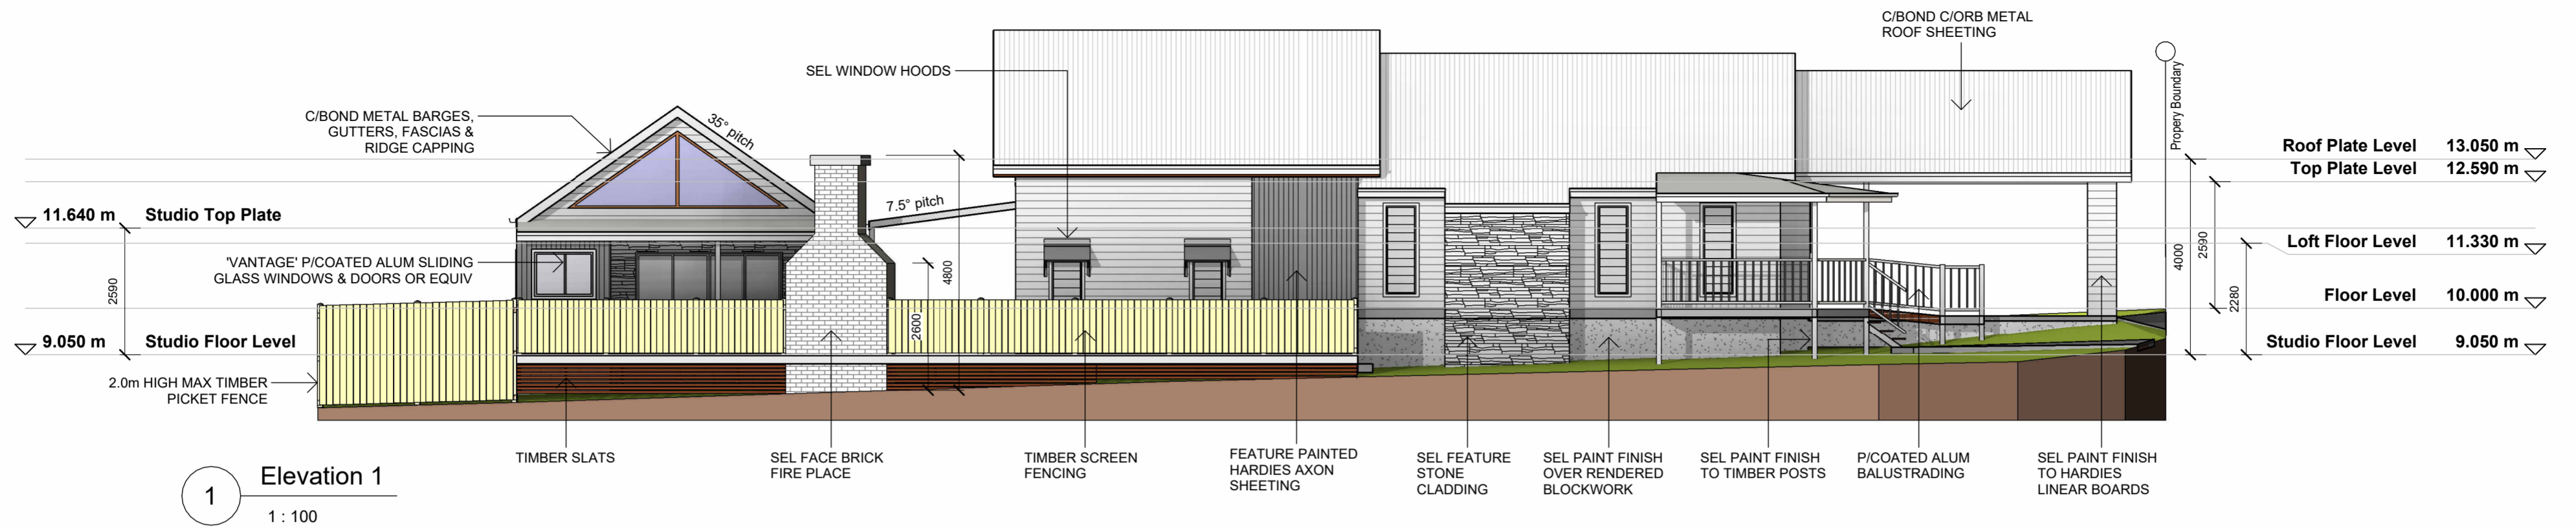 C/BOND C/ORB METAL
ROOF SHEETING
SEL WINDOW HOODS
C/BOND METAL BARGES,
GUTTERS, FASCIAS &
RIDGE CAPPING
35° pitch
Propery Boundary
Roof Plate Level 13.050 m
Top Plate Level 12.590 m
7.5° pitch
11.640 m Studio Top Plate
Loft Floor Level 11.330 m
'VANTAGE' P/COATED ALUM SLIDING
GLASS WINDOWS & DOORS OR EQUIV
2590
4800
2600
4000
2590
2280
Floor Level 10.000 m
9.050 m Studio Floor Level
Studio Floor Level 9.050 m
2.0m HIGH MAX TIMBER
PICKET FENCE
TIMBER SLATS
SEL FACE BRICK
FIRE PLACE
TIMBER SCREEN
FENCING
FEATURE PAINTED
HARDIES AXON
SHEETING
SEL FEATURE
STONE
CLADDING
SEL PAINT FINISH
OVER RENDERED
BLOCKWORK
SEL PAINT FINISH
TO TIMBER POSTS
P/COATED ALUM
BALUSTRADING
SEL PAINT FINISH
TO HARDIES
LINEAR BOARDS
1 Elevation 1
1 : 100